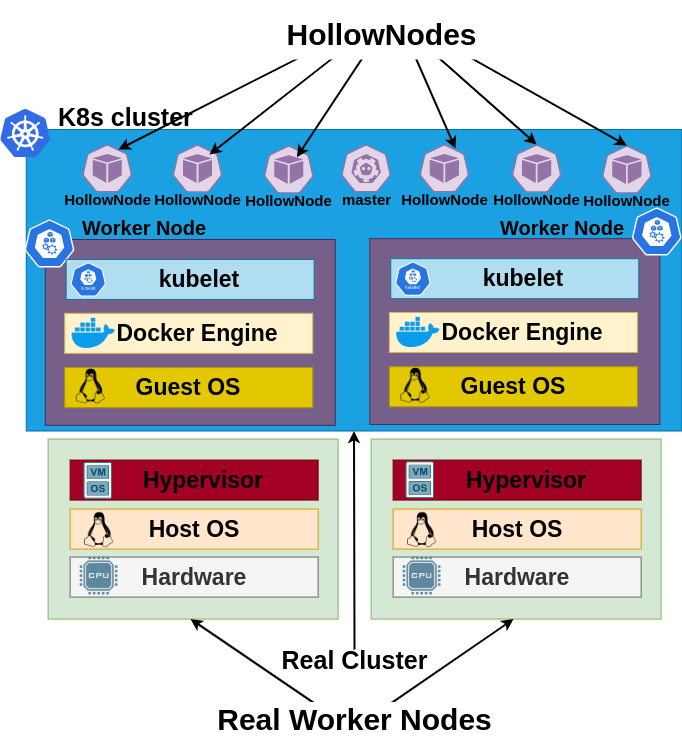 HollowNodes
K8s cluster
HollowNode HollowNode HollowNode master HollowNode HollowNode HollowNode
Worker Node Worker Node
kubelet kubelet
kubelet kubelet
Docker Engine Docker Engine
Guest OS Guest OS
VM OS Hypervisor VM OS Hypervisor
Host OS Host OS
CPU Hardware CPU Hardware
Real Cluster
Real Worker Nodes